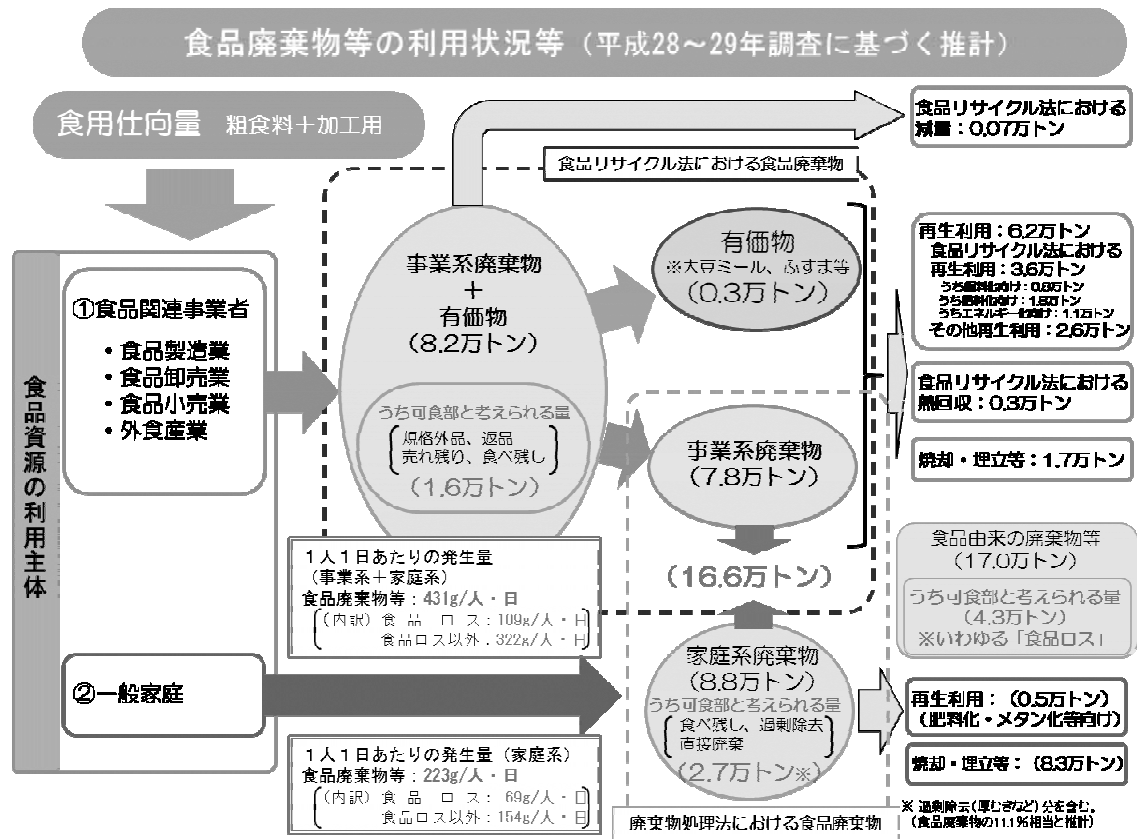 食品廃棄物等の利用状況等（平成28～29年調査に基づく推計）
食用仕向量 粗食料＋加工用
食品リサイクル法における
減量：0.07万トン
食品リサイクル法における食品廃棄物
食品資源の利用主体
①食品関連事業者
・食品製造業
・食品卸売業
・食品小売業
・外食産業
②一般家庭
事業系廃棄物
＋
有価物
(8.2万トン)
うち可食部と考えられる量
規格外品、返品
売れ残り、食べ残し
(1.6万トン)
有価物
※大豆ミール、ふすま等
(0.3万トン)
事業系廃棄物
(7.8万トン)
(16.6万トン)
家庭系廃棄物
(8.8万トン)
うち可食部と考えられる量
食べ残し、過剰除去
直接廃棄
(2.7万トン※)
廃棄物処理法における食品廃棄物
１人１日あたりの発生量
（事業系＋家庭系）
食品廃棄物等：431g/人・日
（内訳）食品ロス：109g/人・日
食品ロス以外：322g/人・日
１人１日あたりの発生量（家庭系）
食品廃棄物等：223g/人・日
（内訳）食品ロス：69g/人・日
食品ロス以外：154g/人・日
再生利用：6.2万トン
食品リサイクル法における
再生利用：3.6万トン
うちエネルギー化向け：1.1万トン
その他再生利用：2.6万トン
食品リサイクル法における
熱回収：0.3万トン
焼却・埋立等：1.7万トン
食品由来の廃棄物等
(17.0万トン)
うち可食部と考えられる量
(4.3万トン)
※いわゆる「食品ロス」
再生利用：（0.5万トン）
（肥料化・メタン化等向け）
焼却・埋立等：（8.3万トン）
※ 過剰除去（厚むきなど）分を含む。
（食品廃棄物の11.1％相当と推計）